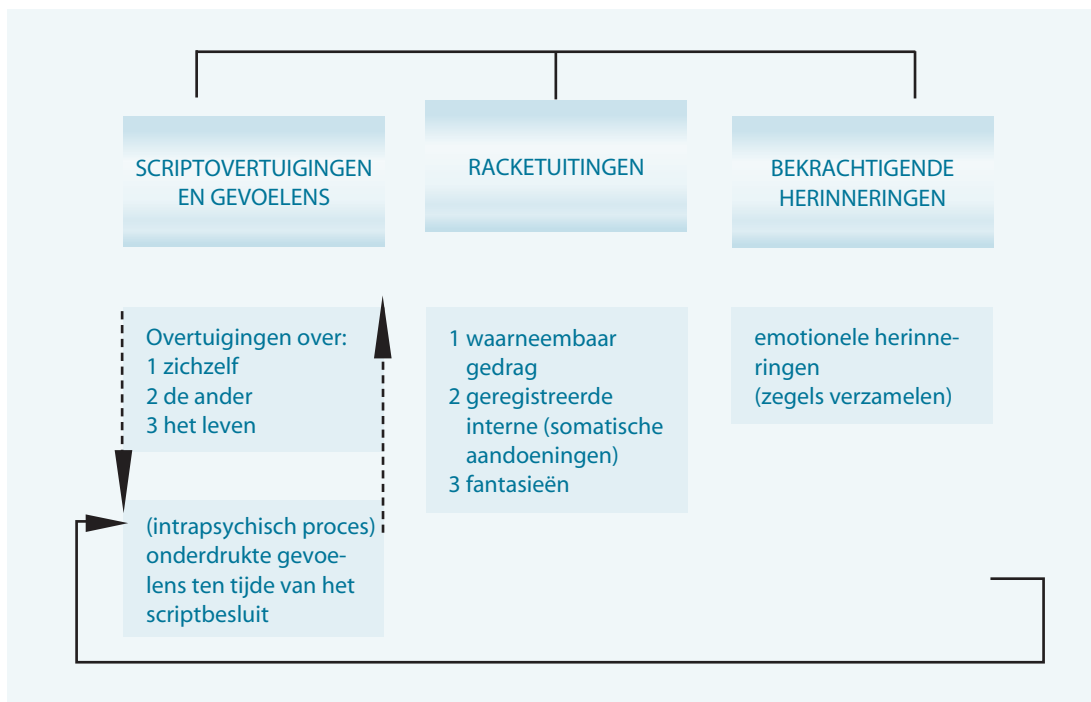 SCRIPTOVERTUIGINGEN
EN GEVOELENS
RACKETUITINGEN
BEKRACHTIGENDE
HERINNERINGEN
Overtuigingen over:
1 zichzelf
2 de ander
3 het leven
(intrapsychisch proces)
onderdrukte gevoe-
lens ten tijde van het
scriptbesluit
1 waarneembaar
gedrag
2 geregistreerde
interne (somatische
aandoeningen)
3 fantasieën
emotionele herinne-
ringen
(zegels verzamelen)